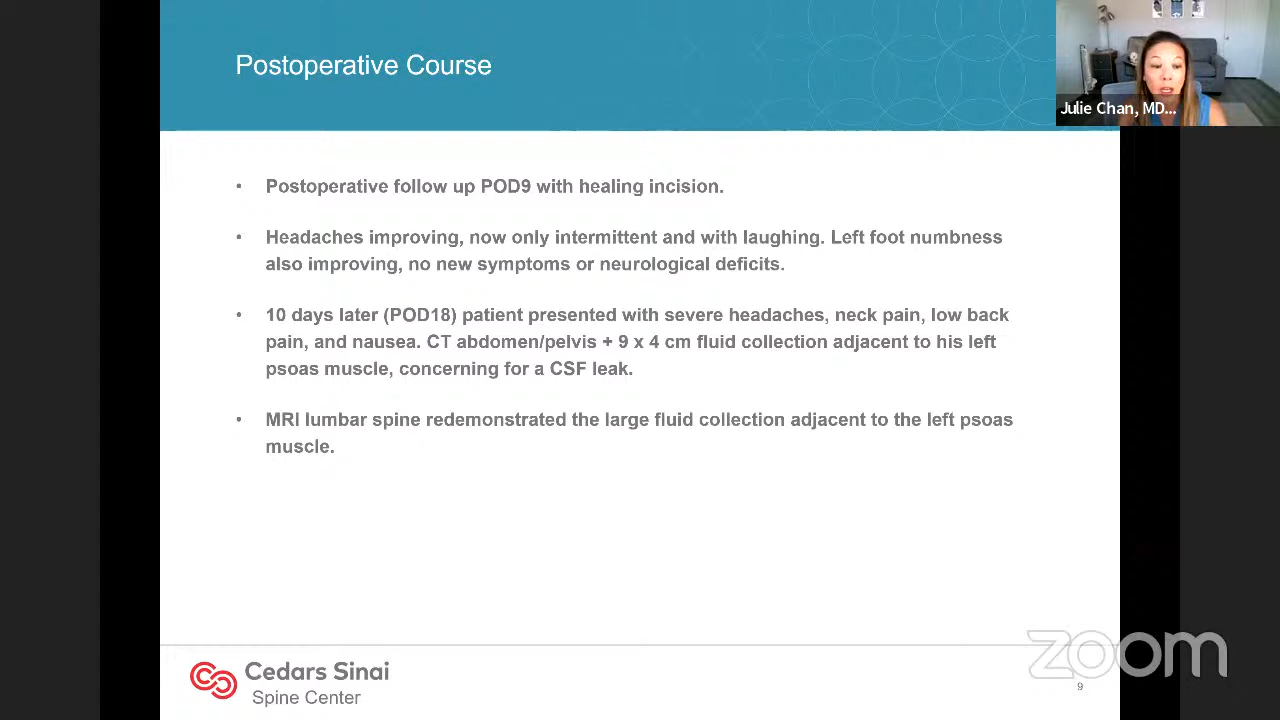 Postoperative Course
Julie Chan, MD...
• Postoperative follow up POD9 with healing incision.
• Headaches improving, now only intermittent and with laughing. Left foot numbness
also improving, no new symptoms or neurological deficits.
• 10 days later (POD18) patient presented with severe headaches, neck pain, low back
pain, and nausea. CT abdomen/pelvis + 9 x 4 cm fluid collection adjacent to his left
psoas muscle, concerning for a CSF leak.
• MRI lumbar spine redemonstrated the large fluid collection adjacent to the left psoas
muscle.
Cedars Sinai
Spine Center
zoom
9